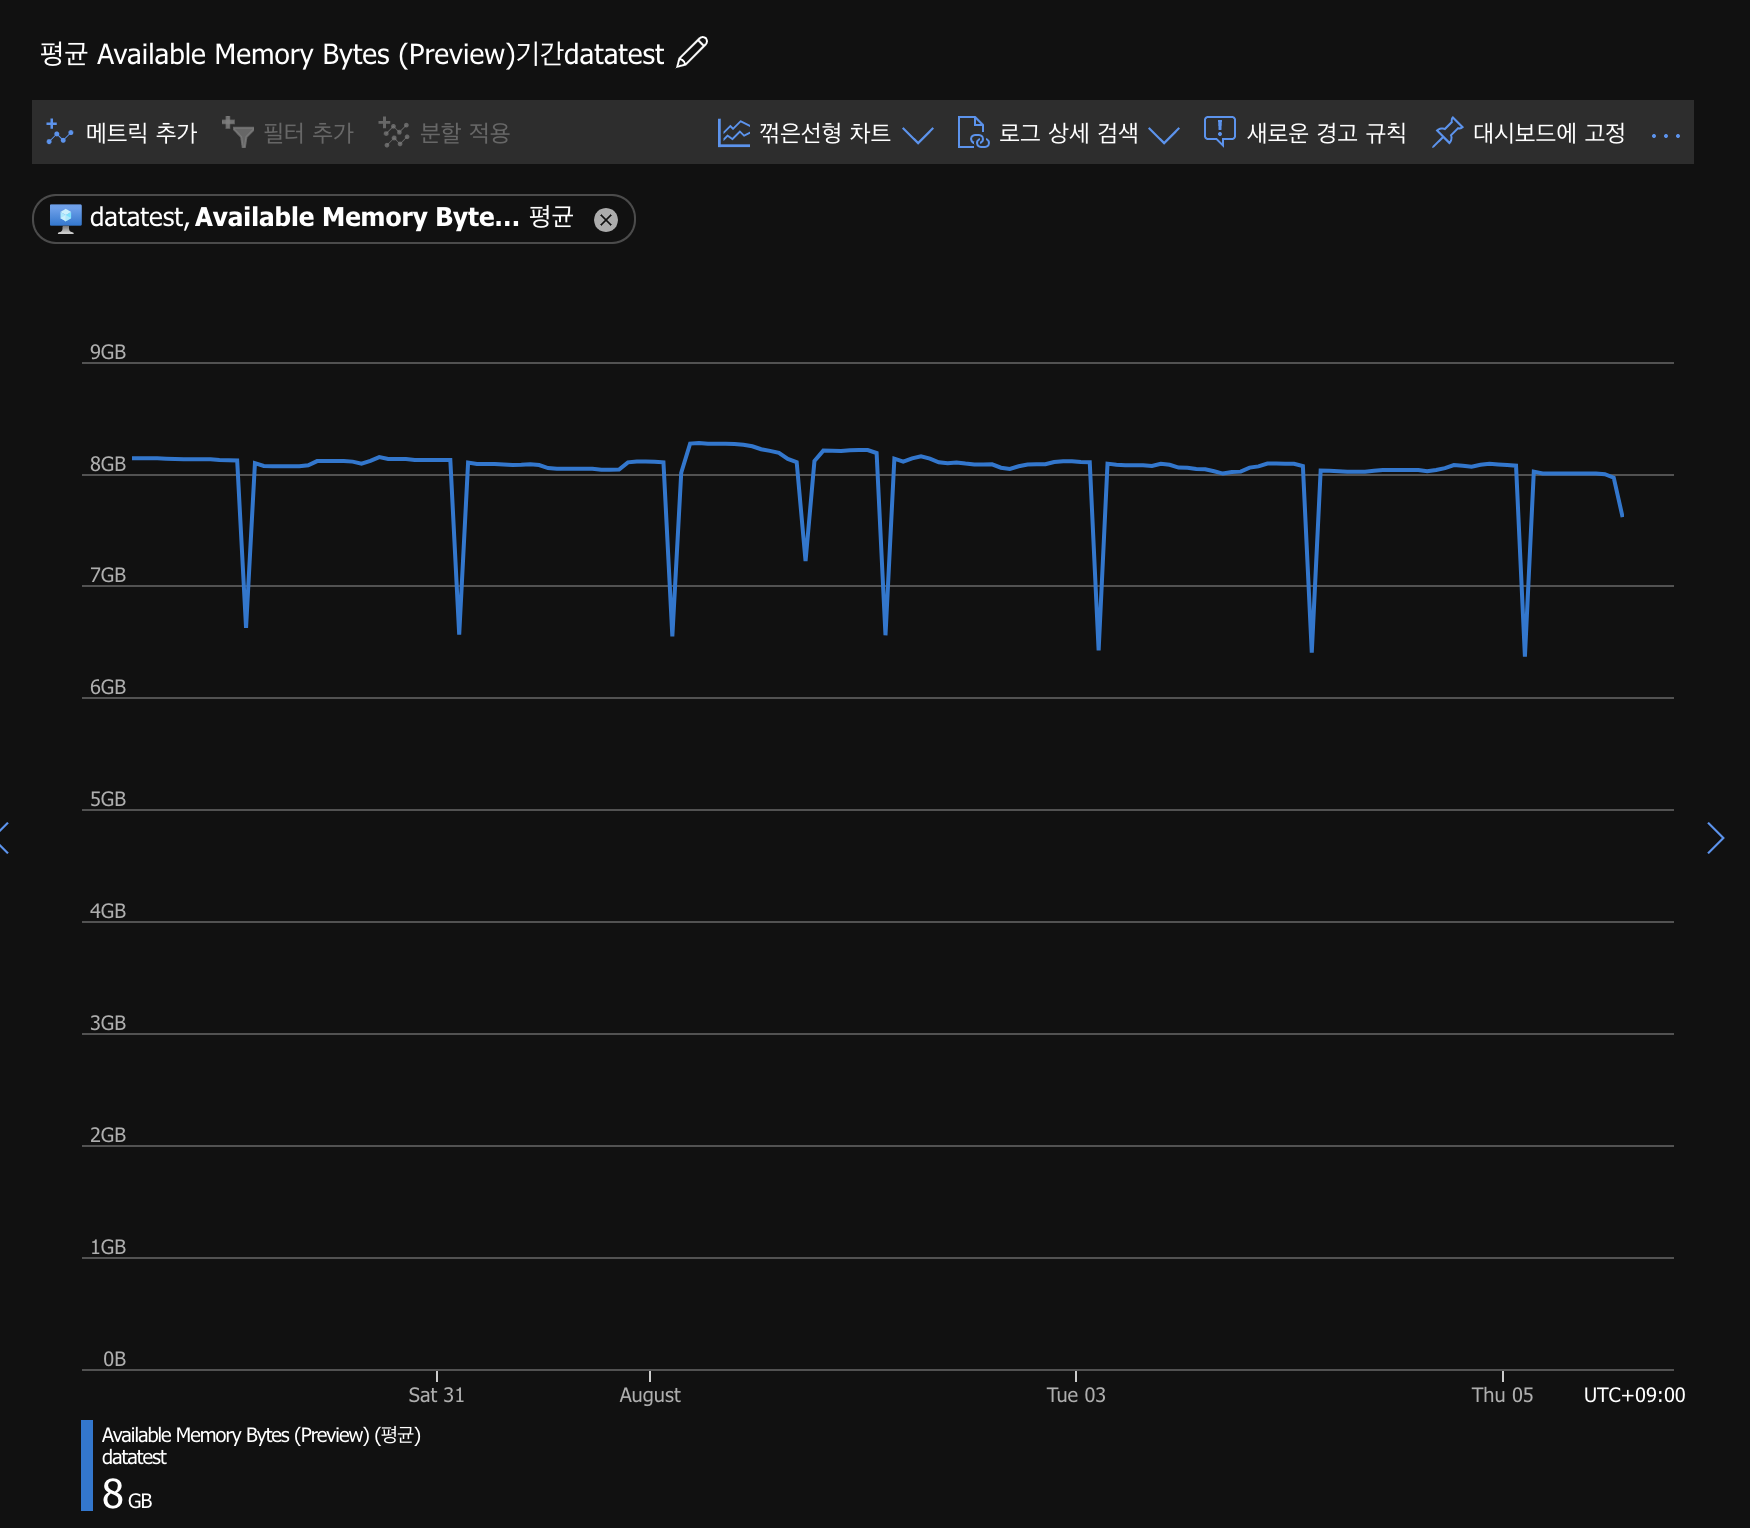 평균 Available Memory Bytes (Preview)기간datatest
메트릭 추가 필터 추가 분할 적용 꺾은선형 차트 로그 상세 검색 새로운 경고 규칙 대시보드에 고정 ...
datatest, Available Memory Byte... 평균
9GB
8GB
7GB
6GB
5GB
4GB
3GB
2GB
1GB
0B
Sat 31 August Tue 03 Thu 05 UTC+09:00
Available Memory Bytes (Preview) (평균)
datatest
8 GB